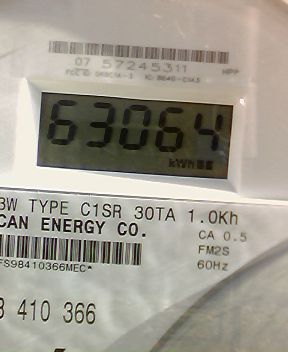 07 57245311
63064
kWh
3W TYPE C1SR 30TA 1.0Kh
CAN ENERGY CO.
CA 0.5
FM2S
60Hz
FS98410366MEC*
410 366